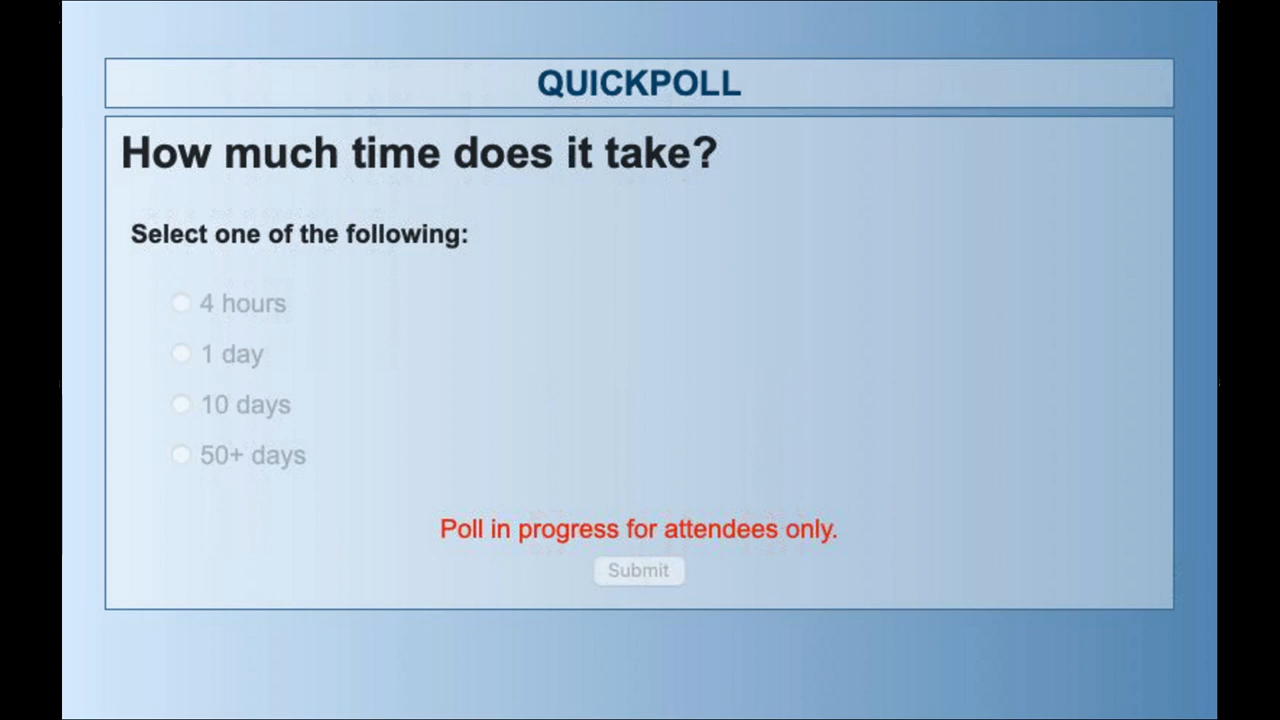 QUICKPOLL
How much time does it take?
Select one of the following:
4 hours
1 day
10 days
50+ days
Poll in progress for attendees only.
Submit